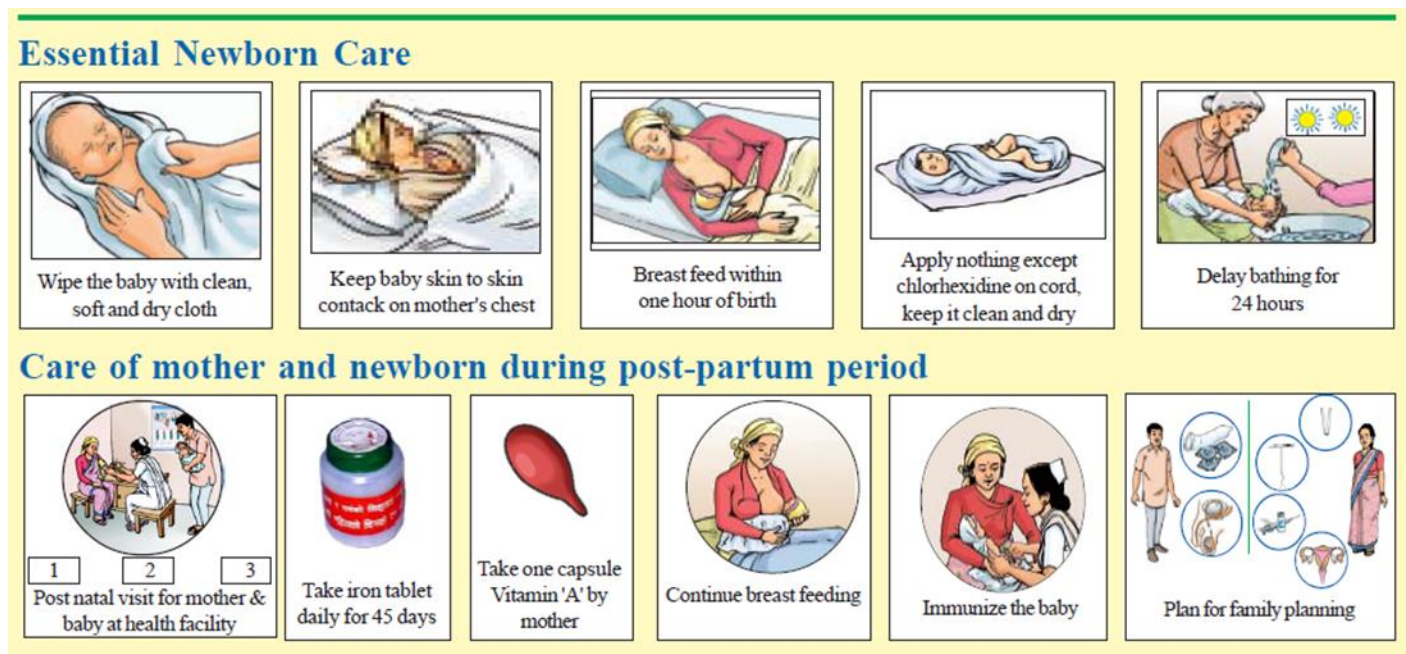 Essential Newborn Care
Wipe the baby with clean,
soft and dry cloth
Keep baby skin to skin
contack on mother's chest
Breast feed within
one hour of birth
Apply nothing except
chlorhexidine on cord,
keep it clean and dry
Delay bathing for
24 hours
Care of mother and newborn during post-partum period
1 2 3
Post natal visit for mother &
baby at health facility
Take iron tablet
daily for 45 days
Take one capsule
Vitamin 'A' by
mother
Continue breast feeding
Immunize the baby
Plan for family planning